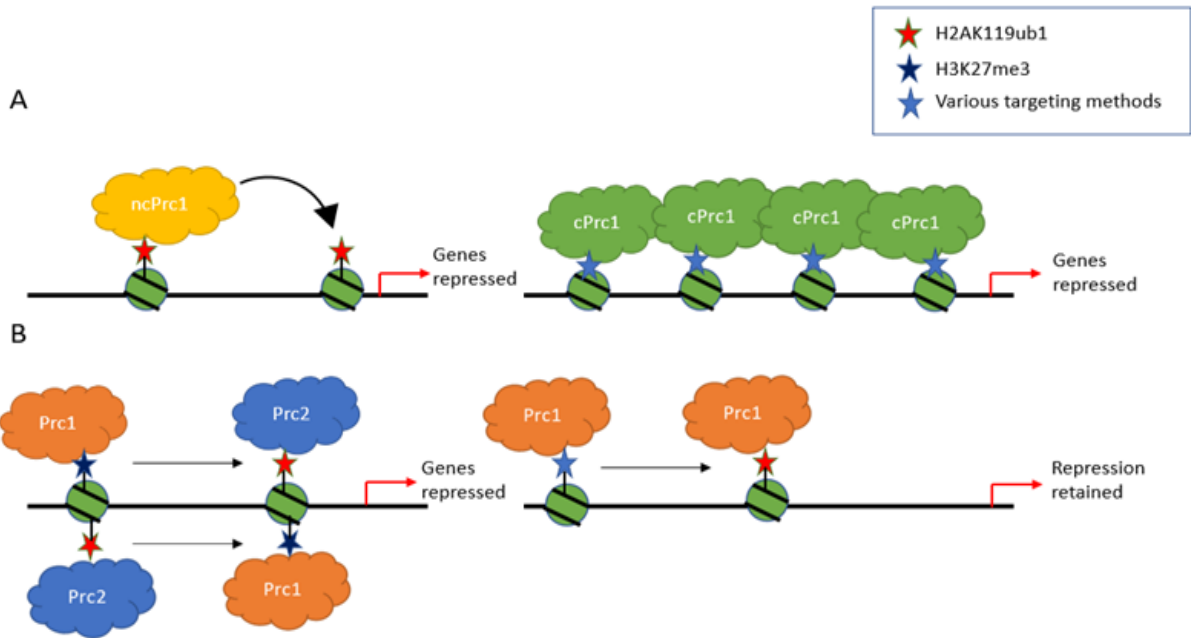 H2AK119ub1
H3K27me3
Various targeting methods
A
ncPrc1
Genes
repressed
cPrc1
cPrc1
cPrc1
cPrc1
Genes
repressed
B
Prc1
Prc2
Genes
repressed
Prc2
Prc1
Prc1
Prc1
Repression
retained